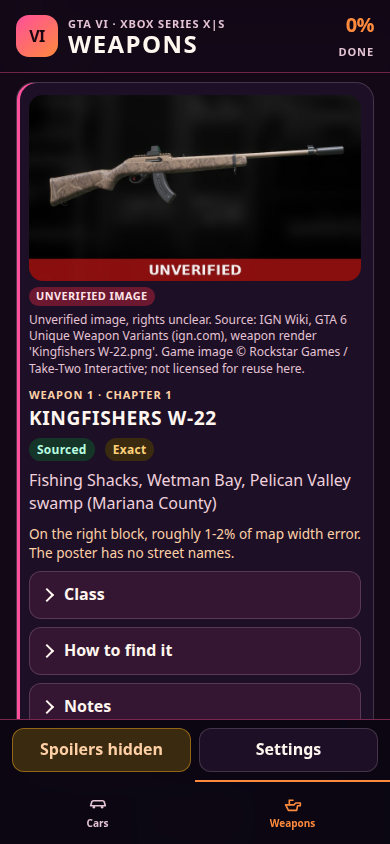 VI
GTA VI · XBOX SERIES X|S
WEAPONS
0%
DONE
UNVERIFIED
UNVERIFIED IMAGE
Unverified image, rights unclear. Source: IGN Wiki, GTA 6
Unique Weapon Variants (ign.com), weapon render
'Kingfishers W-22.png'. Game image © Rockstar Games /
Take-Two Interactive; not licensed for reuse here.
WEAPON 1 · CHAPTER 1
KINGFISHERS W-22
Sourced
Exact
Fishing Shacks, Wetman Bay, Pelican Valley
swamp (Mariana County)
On the right block, roughly 1-2% of map width error.
The poster has no street names.
Class
How to find it
Notes
Spoilers hidden
Settings
Cars
Weapons